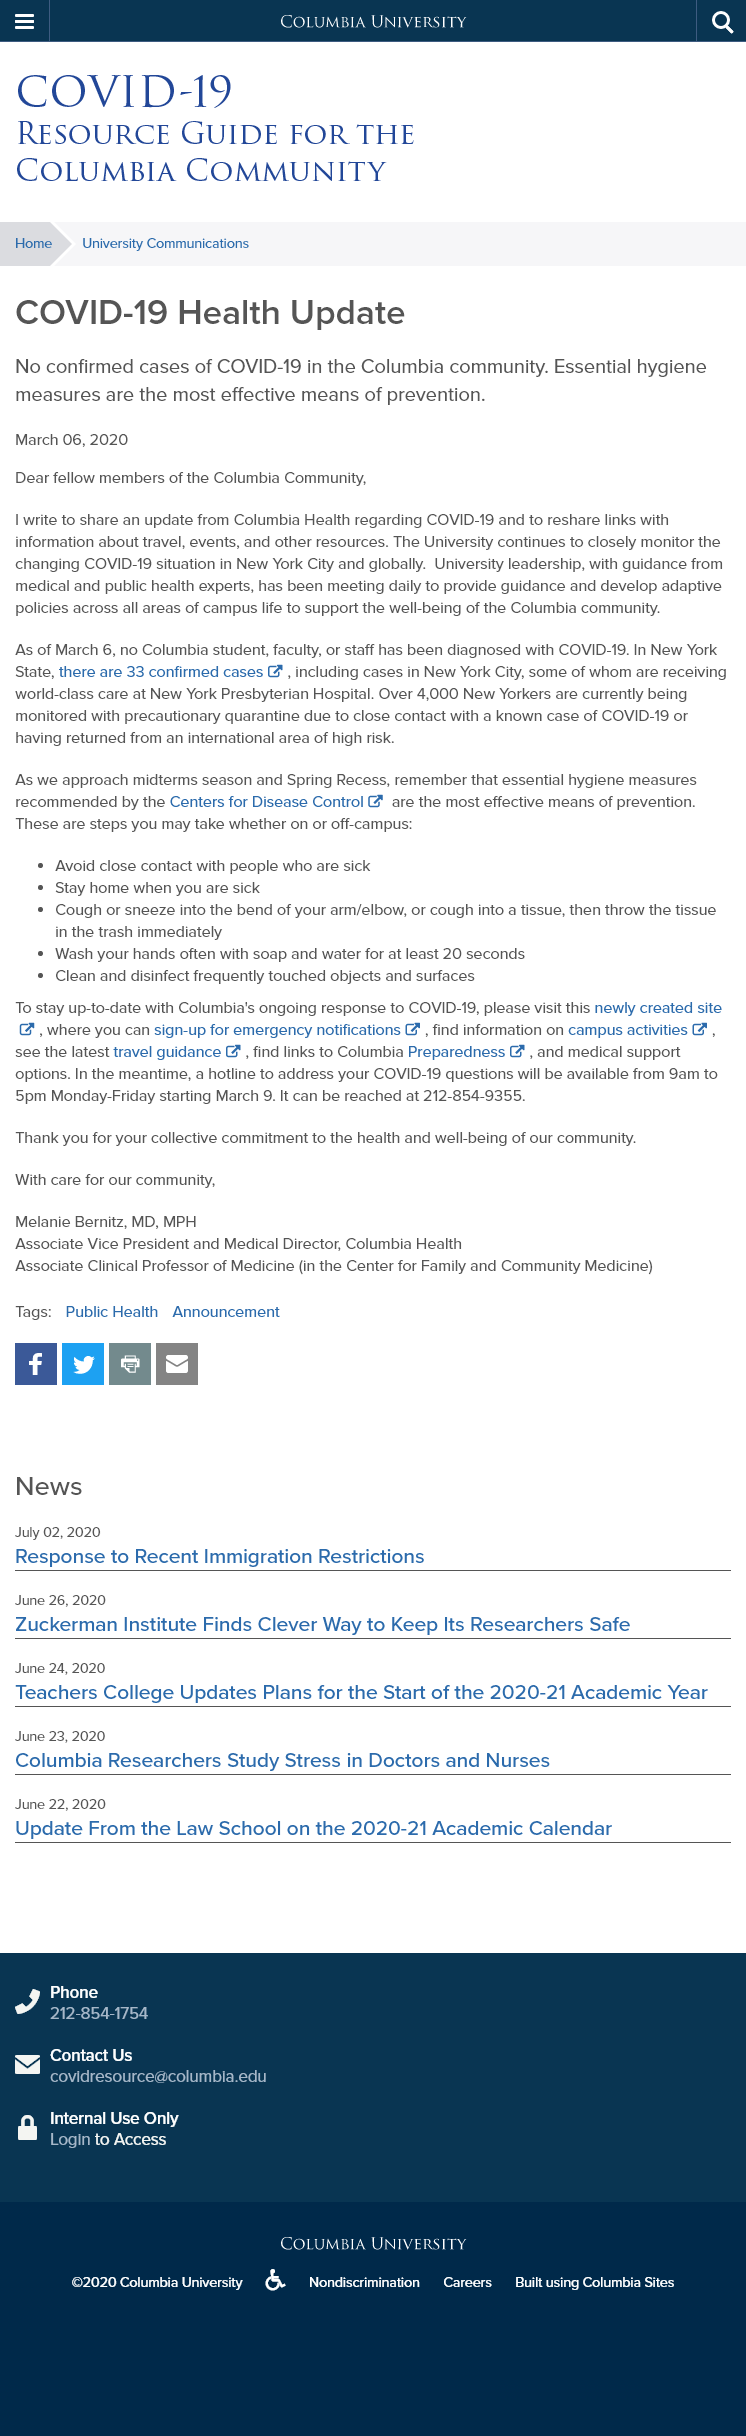 Columbia University
COVID-19
Resource Guide for the
Columbia Community
Home University Communications
COVID-19 Health Update
No confirmed cases of COVID-19 in the Columbia community. Essential hygiene
measures are the most effective means of prevention.
March 06, 2020
Dear fellow members of the Columbia Community,
I write to share an update from Columbia Health regarding COVID-19 and to reshare links with
information about travel, events, and other resources. The University continues to closely monitor the
changing COVID-19 situation in New York City and globally.  University leadership, with guidance from
medical and public health experts, has been meeting daily to provide guidance and develop adaptive
policies across all areas of campus life to support the well-being of the Columbia community.
As of March 6, no Columbia student, faculty, or staff has been diagnosed with COVID-19. In New York
State, there are 33 confirmed cases , including cases in New York City, some of whom are receiving
world-class care at New York Presbyterian Hospital. Over 4,000 New Yorkers are currently being
monitored with precautionary quarantine due to close contact with a known case of COVID-19 or
having returned from an international area of high risk.
As we approach midterms season and Spring Recess, remember that essential hygiene measures
recommended by the Centers for Disease Control are the most effective means of prevention.
These are steps you may take whether on or off-campus:
• Avoid close contact with people who are sick
• Stay home when you are sick
• Cough or sneeze into the bend of your arm/elbow, or cough into a tissue, then throw the tissue
in the trash immediately
• Wash your hands often with soap and water for at least 20 seconds
• Clean and disinfect frequently touched objects and surfaces
To stay up-to-date with Columbia's ongoing response to COVID-19, please visit this newly created site
, where you can sign-up for emergency notifications , find information on campus activities ,
see the latest travel guidance , find links to Columbia Preparedness , and medical support
options. In the meantime, a hotline to address your COVID-19 questions will be available from 9am to
5pm Monday-Friday starting March 9. It can be reached at 212-854-9355.
Thank you for your collective commitment to the health and well-being of our community.
With care for our community,
Melanie Bernitz, MD, MPH
Associate Vice President and Medical Director, Columbia Health
Associate Clinical Professor of Medicine (in the Center for Family and Community Medicine)
Tags: Public Health Announcement
News
July 02, 2020
Response to Recent Immigration Restrictions
June 26, 2020
Zuckerman Institute Finds Clever Way to Keep Its Researchers Safe
June 24, 2020
Teachers College Updates Plans for the Start of the 2020-21 Academic Year
June 23, 2020
Columbia Researchers Study Stress in Doctors and Nurses
June 22, 2020
Update From the Law School on the 2020-21 Academic Calendar
Phone
212-854-1754
Contact Us
covidresource@columbia.edu
Internal Use Only
Login to Access
Columbia University
©2020 Columbia University Nondiscrimination Careers Built using Columbia Sites